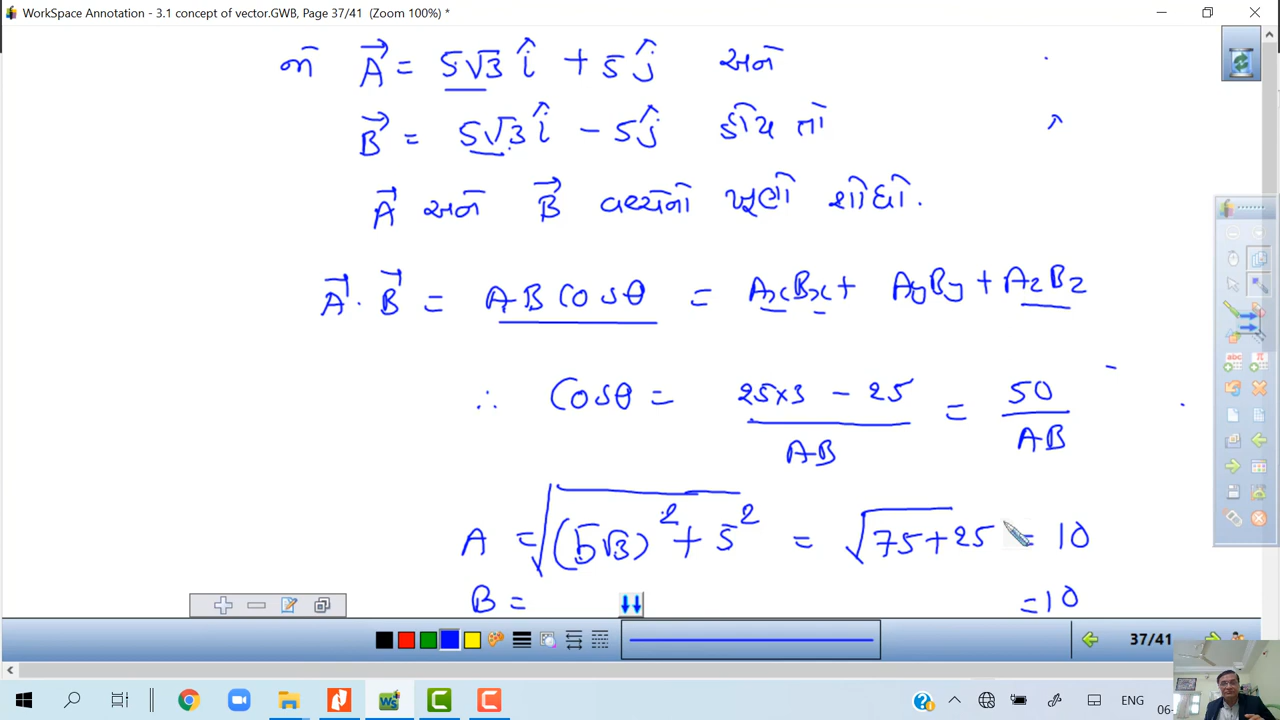 WorkSpace Annotation - 3.1 concept of vector.GWB, Page 37/41 (Zoom 100%) *
જો A⃗ = 5√3 î + 5 ĵ અને
B⃗ = 5√3 î - 5 ĵ હોય તો
A⃗ અને B⃗ વચ્ચેનો ખૂણો શોધો.
A⃗ · B⃗ = AB Cosθ = AxBx + AyBy + AzBz
∴ Cosθ = (25x3 - 25)/AB = 50/AB
A = √((5√3)² + 5²) = √(75+25) = 10
B = = 10
37/41
ENG
06-